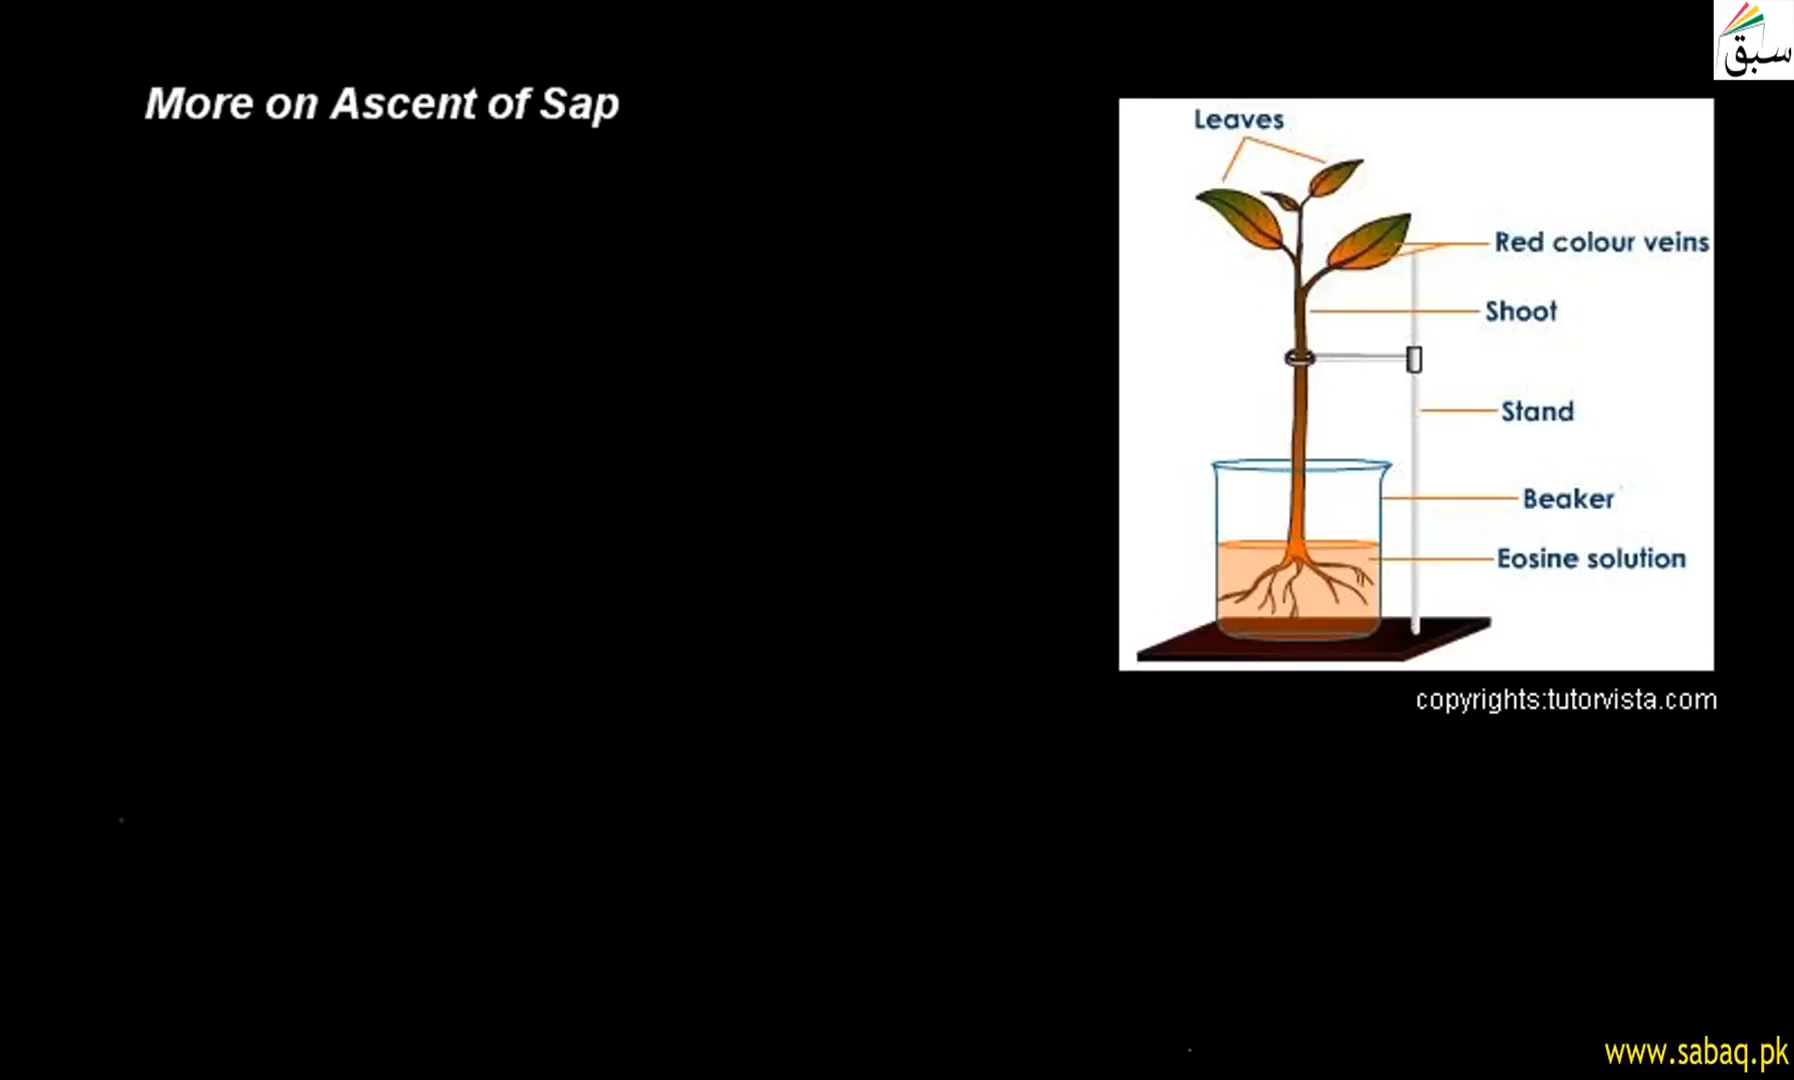 سبق
More on Ascent of Sap
Leaves
Red colour veins
Shoot
Stand
Beaker
Eosine solution
copyrights:tutorvista.com
www.sabaq.pk